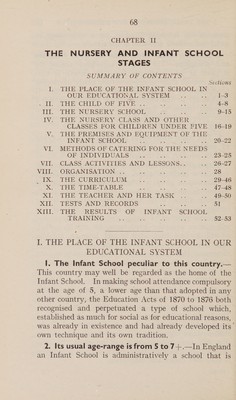 68
CHAPTER II
THE NURSERY AND INFANT SCHOOL
STAGES
SUMMARY OF CONTENTS
Sections
I. THE PLACE OF THE INFANT SCHOOL IN
OUR EDUCATIONAL SYSTEM .. .. 1-3
II. THE CHILD OF FIVE .. .. .. 4-8
III. THE NURSERY SCHOOL .. .. .. 9-15
IV. THE NURSERY CLASS AND OTHER
CLASSES FOR CHILDREN UNDER FIVE 16-19
V. THE PREMISES AND EQUIPMENT OF THE
INFANT SCHOOL .. .. .. 20-22
VI. METHODS OF CATERING FOR THE NEEDS
OF INDIVIDUALS .. .. .. 23-25
VII. CLASS ACTIVITIES AND LESSONS.. .. 26-27
VIII. ORGANISATION .. .. .. .. 28
IX. THE CURRICULUM .. .. .. 29-46
X. THE TIME-TABLE .. .. .. 47-48
XI. THE TEACHER AND HER TASK .. .. 49-50
XII. TESTS AND RECORDS .. .. .. 51
XIII. THE RESULTS OF INFANT SCHOOL
TRAINING .. .. .. .. 52-53
I. THE PLACE OF THE INFANT SCHOOL IN OUR
EDUCATIONAL SYSTEM
1. The Infant School peculiar to this country.—
This country may well be regarded as the home of the
Infant School. In making school attendance compulsory
at the age of 5, a lower age than that adopted in any
other country, the Education Acts of 1870 to 1876 both
recognised and perpetuated a type of school which,
established as much for social as for educational reasons,
was already in existence and had already developed its
own technique and its own tradition.
2. Its usual age-range is from 5 to 7+.—In England
an Infant School is administratively a school that is